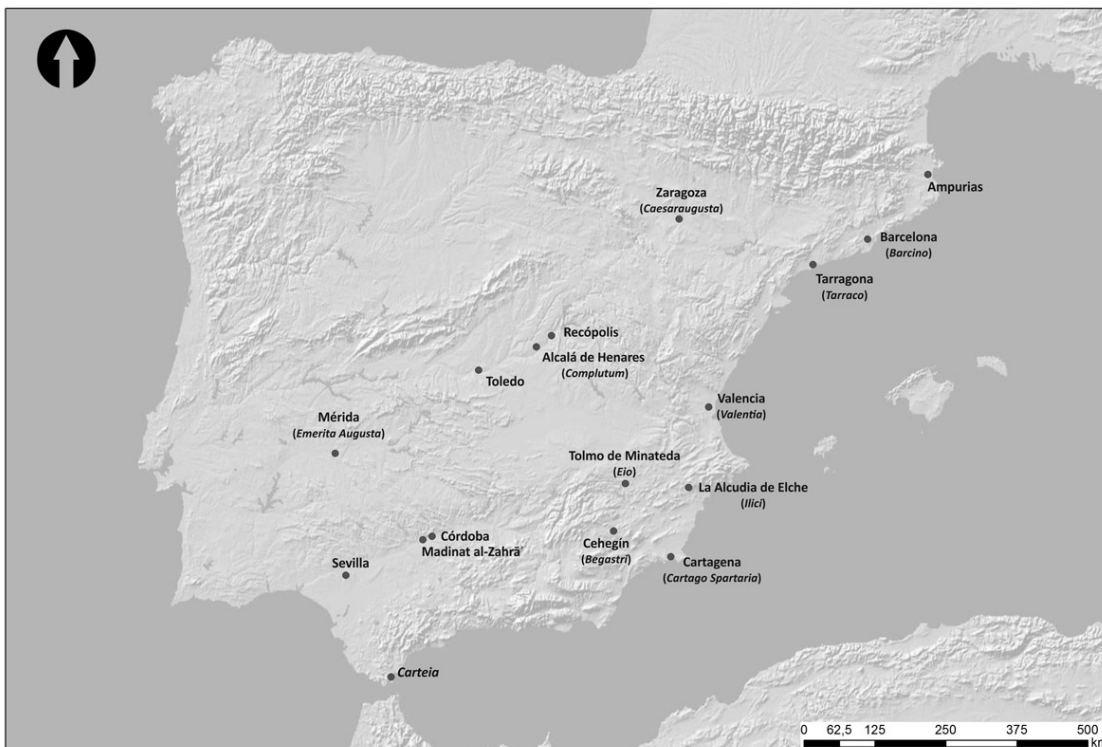 Ampurias
Zaragoza
(Caesaraugusta)
Barcelona
(Barcino)
Tarragona
(Tarraco)
Recópolis
Alcalá de Henares
(Complutum)
Toledo
Valencia
(Valentia)
Mérida
(Emerita Augusta)
Tolmo de Minateda
(Eio)
La Alcudia de Elche
(Ilici)
Córdoba
Madinat al-Zahrā'
Cehegín
(Begastri)
Cartagena
(Cartago Spartaria)
Sevilla
Carteia
0 62,5 125 250 375 500
km